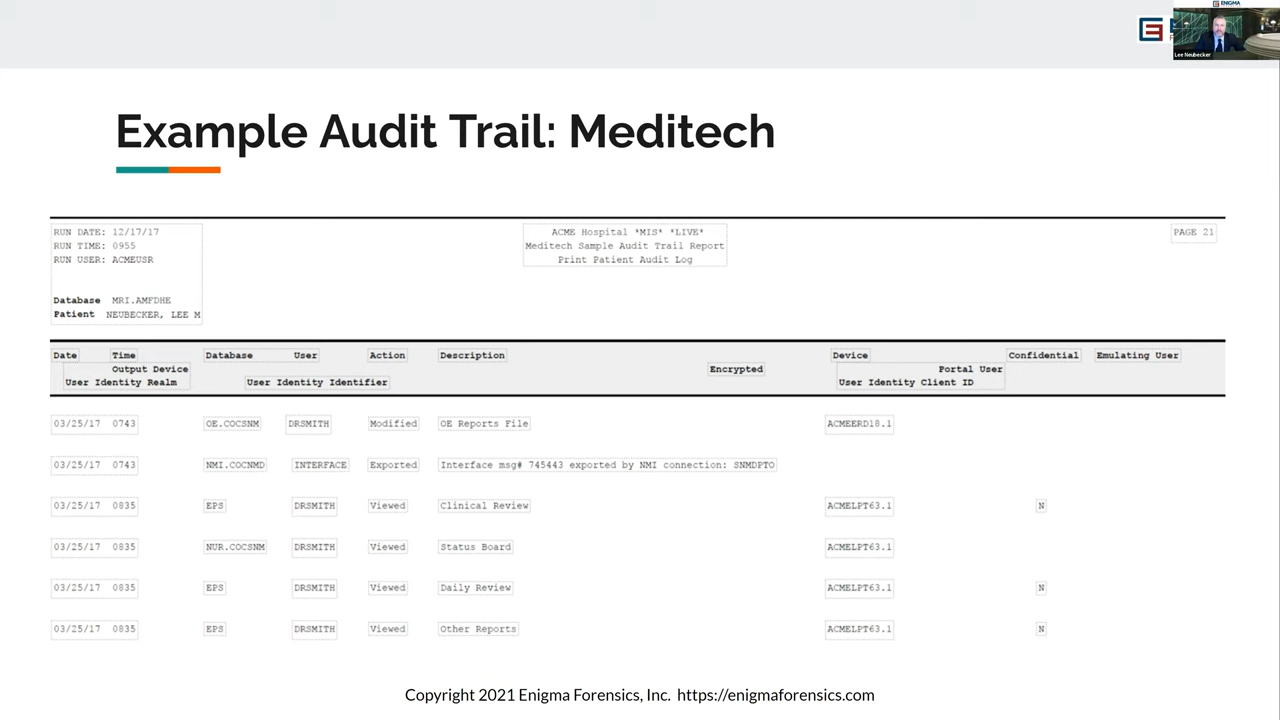 ENIGMA
Lee Neubecker
Example Audit Trail: Meditech
RUN DATE: 12/17/17 ACME Hospital *MIS* *LIVE* PAGE 21
RUN TIME: 0955 Meditech Sample Audit Trail Report
RUN USER: ACMEUSR Print Patient Audit Log
Database MRI.AMFDHE
Patient NEUBECKER, LEE M
Date Time Database User Action Description Device Confidential Emulating User
Output Device Encrypted Portal User
User Identity Realm User Identity Identifier User Identity Client ID
03/25/17 0743 OE.COCSNM DRSMITH Modified OE Reports File ACMEERD18.1
03/25/17 0743 NMI.COCNMD INTERFACE Exported Interface msg# 745443 exported by NMI connection: SNMDPTO
03/25/17 0835 EPS DRSMITH Viewed Clinical Review ACMELPT63.1 N
03/25/17 0835 NUR.COCSNM DRSMITH Viewed Status Board ACMELPT63.1
03/25/17 0835 EPS DRSMITH Viewed Daily Review ACMELPT63.1 N
03/25/17 0835 EPS DRSMITH Viewed Other Reports ACMELPT63.1 N
Copyright 2021 Enigma Forensics, Inc. https://enigmaforensics.com